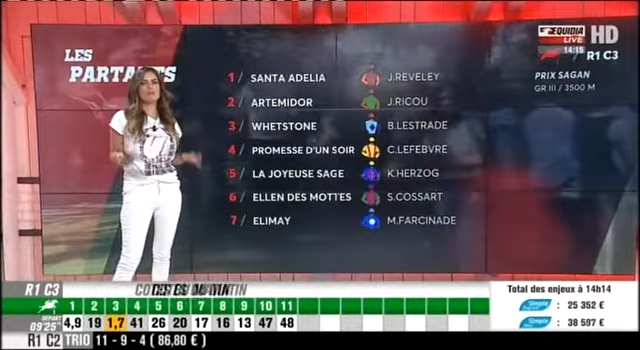 LES
PARTANTS
EQUIDIA
LIVE
HD
14:15
R1 C3
PRIX SAGAN
GR III / 3500 M
1/ SANTA ADELIA J.REVELEY
2/ ARTEMIDOR J.RICOU
3/ WHETSTONE B.LESTRADE
4/ PROMESSE D'UN SOIR C.LEFEBVRE
5/ LA JOYEUSE SAGE K.HERZOG
6/ ELLEN DES MOTTES S.COSSART
7/ ELIMAY M.FARCINADE
R1 C3
1 2 3 4 5 6 7 8 9 10 11
DÉPART
09'25" 4,9 19 1,7 41 26 20 17 16 13 47 48
Total des enjeux à 14h14
Simple : 25 352 €
Simple : 38 597 €
R1 C2 TRIO 11 - 9 - 4 ( 86,80 € )